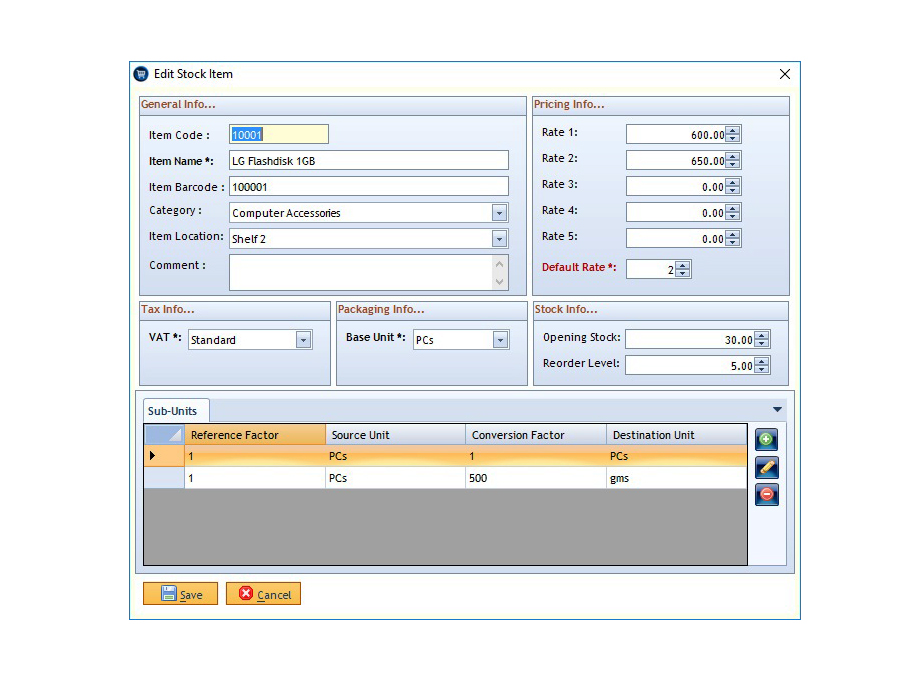 Edit Stock Item
General Info...
Item Code : 10001
Item Name *: LG Flashdisk 1GB
Item Barcode : 100001
Category : Computer Accessories
Item Location: Shelf 2
Comment :
Pricing Info...
Rate 1: 600.00
Rate 2: 650.00
Rate 3: 0.00
Rate 4: 0.00
Rate 5: 0.00
Default Rate *: 2
Tax Info...
VAT *: Standard
Packaging Info...
Base Unit *: PCs
Stock Info...
Opening Stock: 30.00
Reorder Level: 5.00
Sub-Units
Reference Factor Source Unit Conversion Factor Destination Unit
1 PCs 1 PCs
1 PCs 500 gms
Save Cancel